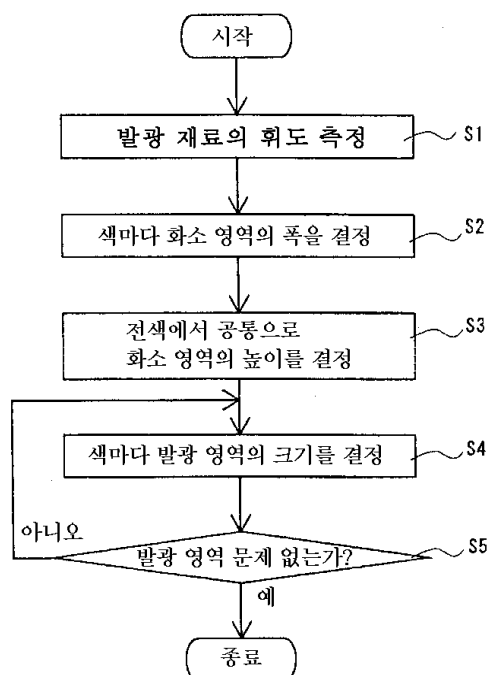 시작
발광 재료의 휘도 측정
S1
색마다 화소 영역의 폭을 결정
S2
전색에서 공통으로
화소 영역의 높이를 결정
S3
색마다 발광 영역의 크기를 결정
S4
아니오
발광 영역 문제 없는가?
S5
예
종료